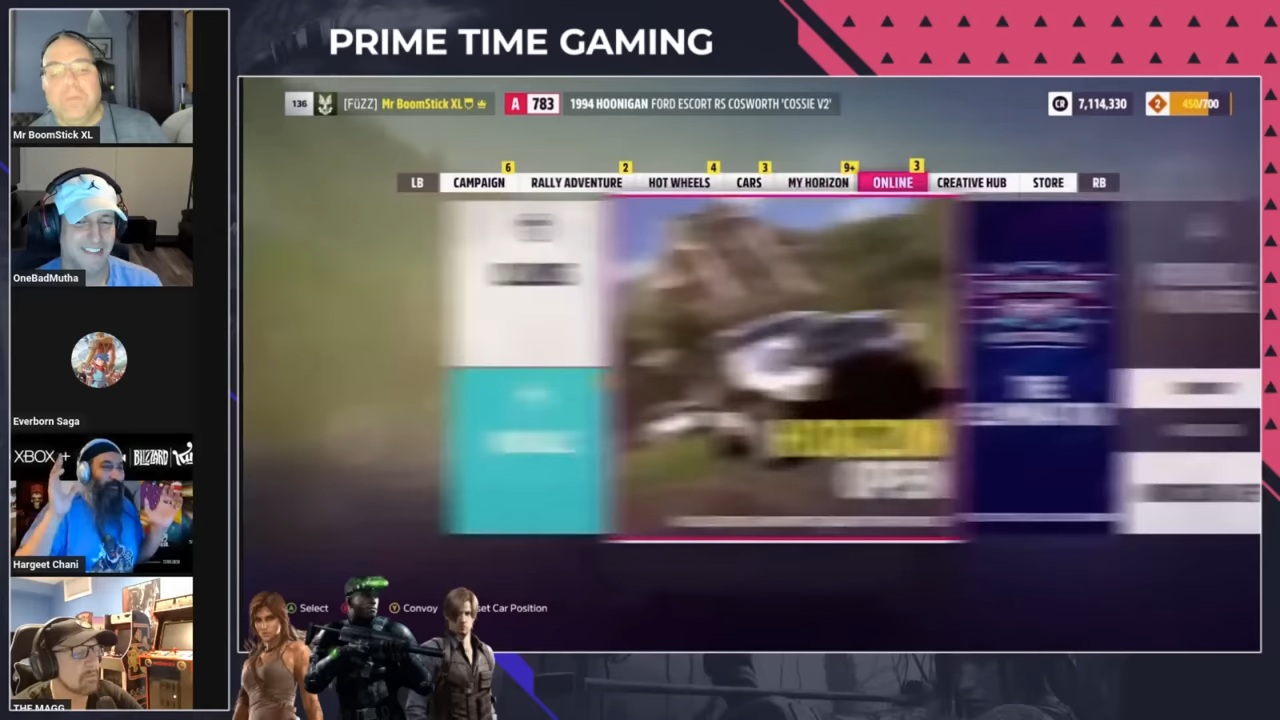 PRIME TIME GAMING
Mr BoomStick XL
OneBadMutha
Everborn Saga
XBOX + BLIZZARD
Hargeet Chani
THE MAGG
136 [FüZZ] Mr BoomStick XL A 783 1994 HOONIGAN FORD ESCORT RS COSWORTH 'COSSIE V2' CR 7,114,330 2 450/700
6 2 4 3 9+ 3
LB CAMPAIGN RALLY ADVENTURE HOT WHEELS CARS MY HORIZON ONLINE CREATIVE HUB STORE RB
A Select Y Convoy set Car Position